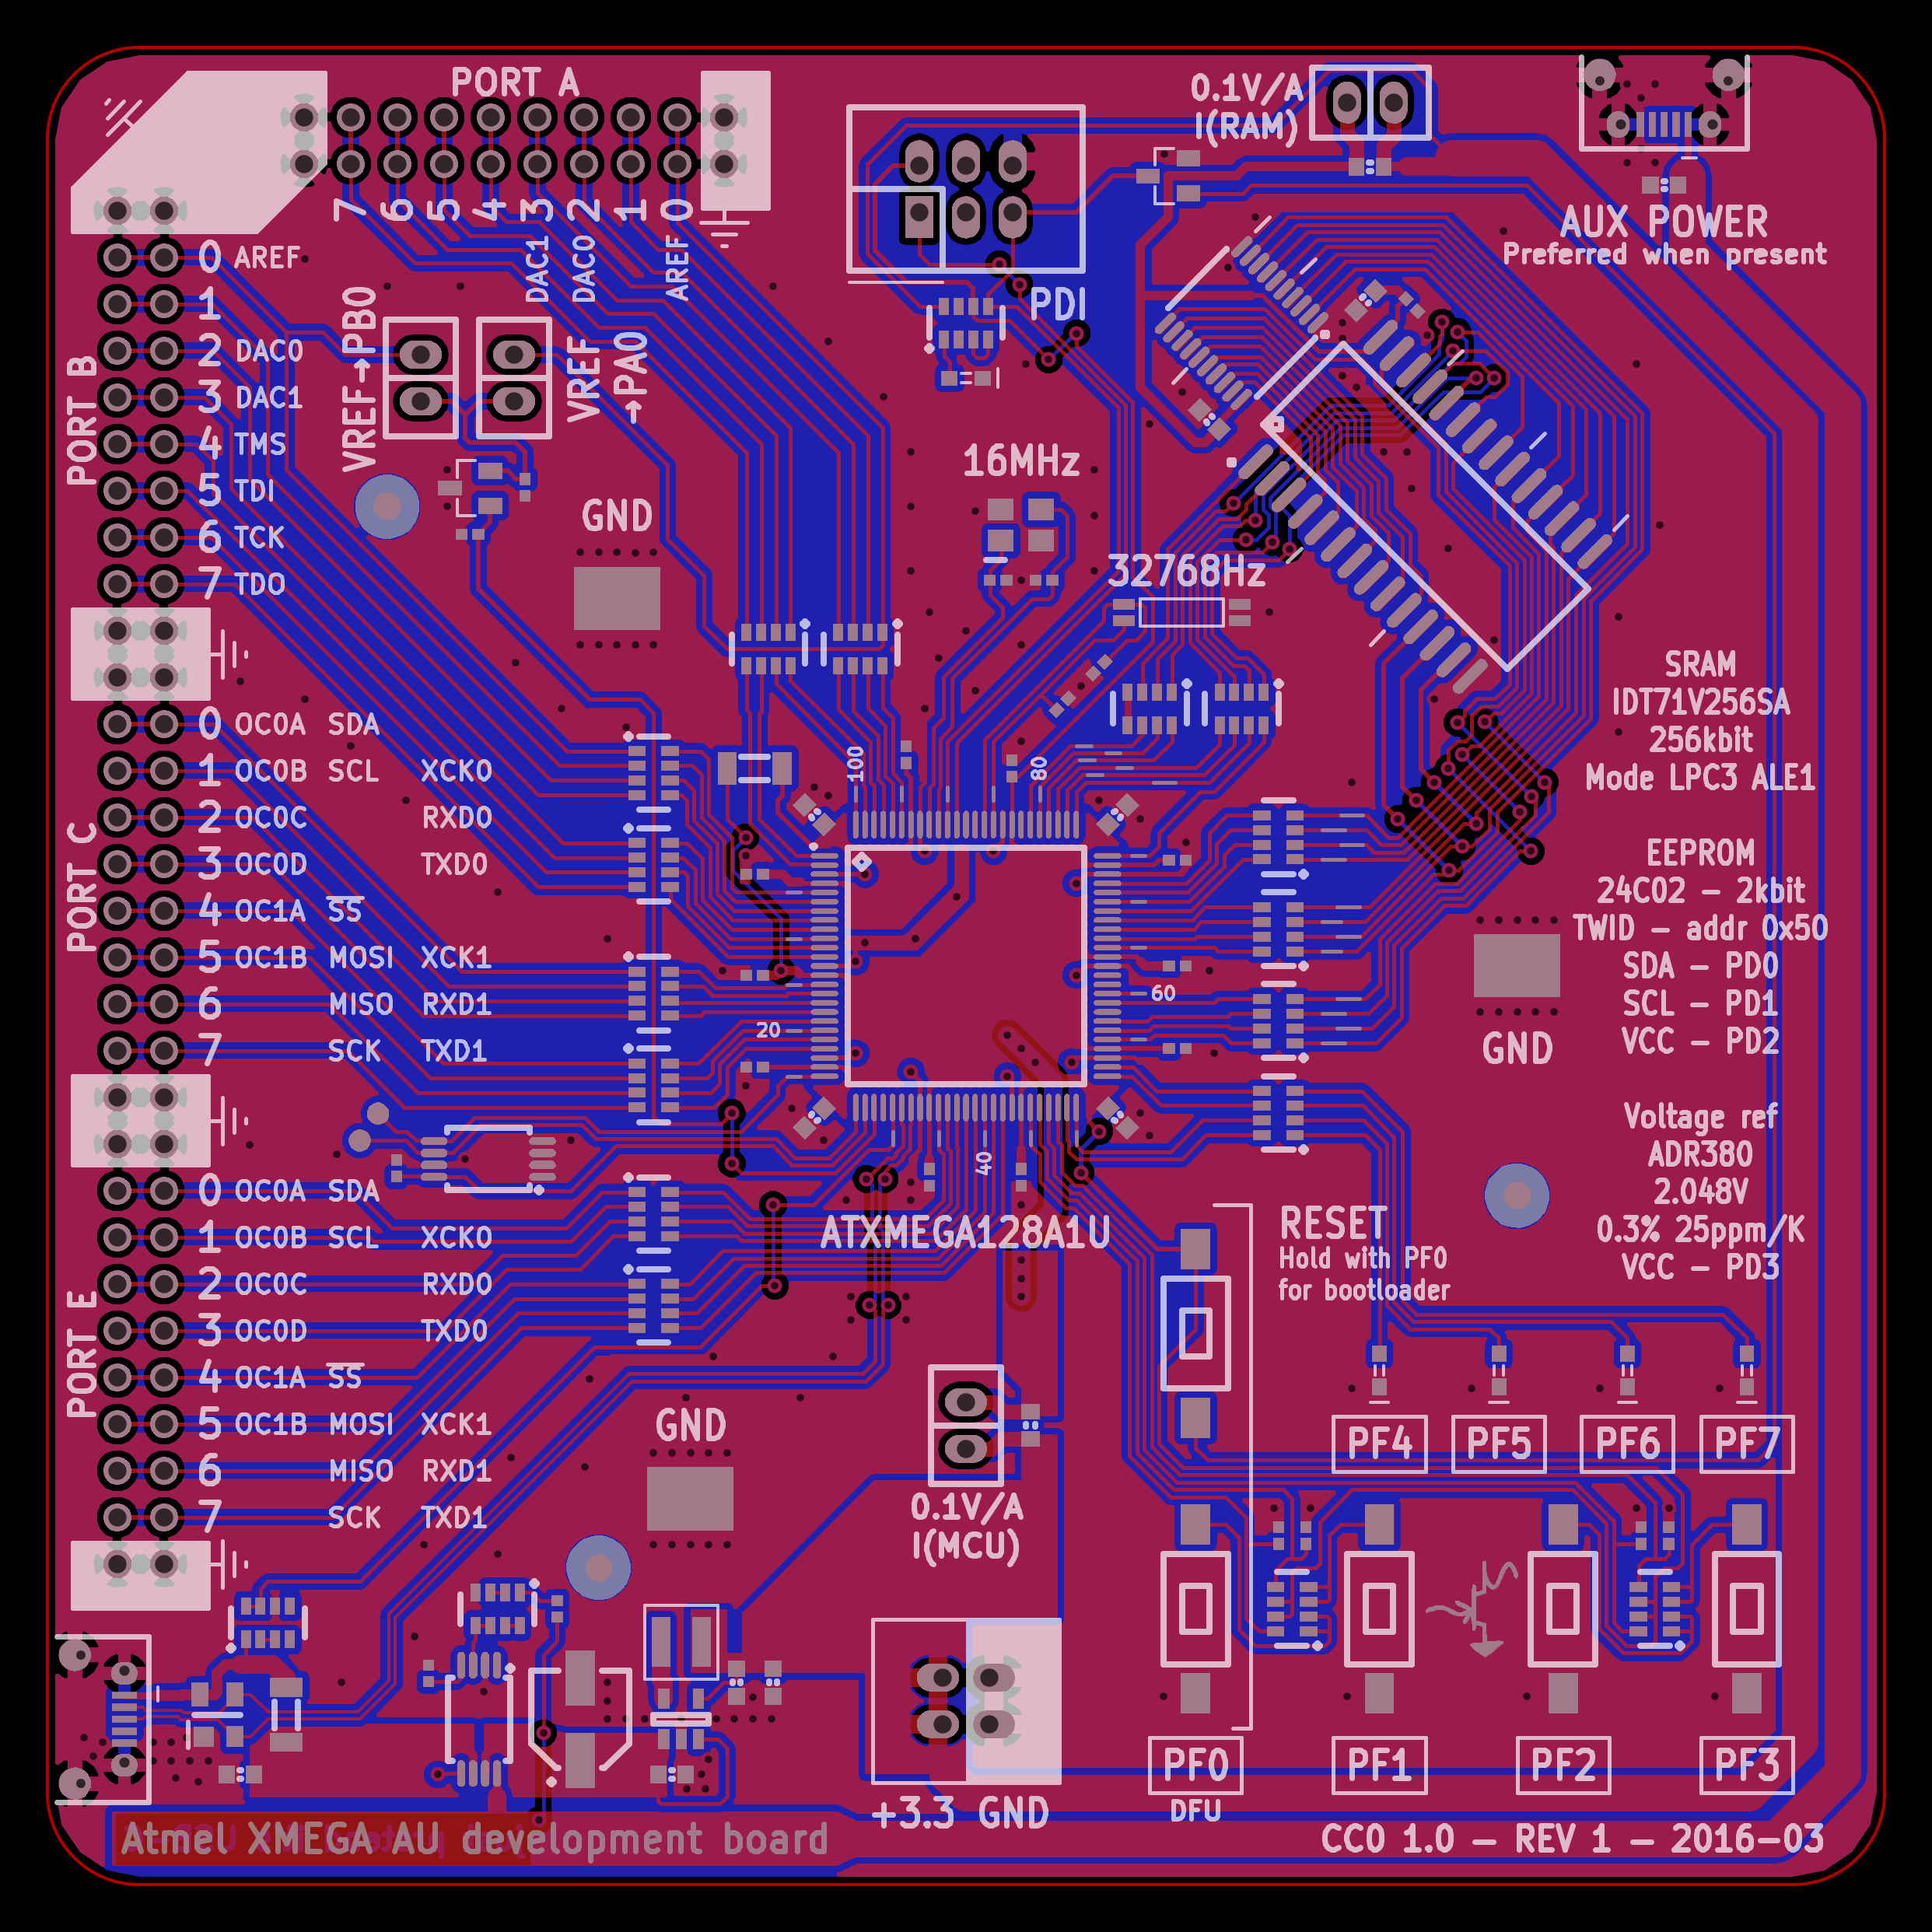 PORT A
7 6 5 4 3 2 1 0
DAC1
DAC0
AREF
0.1V/A
I(RAM)
AUX POWER
Preferred when present
PDI
PORT B
0 AREF
1
2 DAC0
3 DAC1
4 TMS
5 TDI
6 TCK
7 TDO
VREF→PB0
VREF
→PA0
16MHz
GND
32768Hz
SRAM
IDT71V256SA
256kbit
Mode LPC3 ALE1
PORT C
0 OC0A SDA
1 OC0B SCL XCK0
2 OC0C RXD0
3 OC0D TXD0
4 OC1A SS
5 OC1B MOSI XCK1
6 MISO RXD1
7 SCK TXD1
100
80
60
20
40
EEPROM
24C02 – 2kbit
TWID – addr 0x50
SDA – PD0
SCL – PD1
VCC – PD2
GND
Voltage ref
ADR380
2.048V
0.3% 25ppm/K
VCC – PD3
PORT E
0 OC0A SDA
1 OC0B SCL XCK0
2 OC0C RXD0
3 OC0D TXD0
4 OC1A SS
5 OC1B MOSI XCK1
6 MISO RXD1
7 SCK TXD1
ATXMEGA128A1U
RESET
Hold with PF0
for bootloader
GND
0.1V/A
I(MCU)
PF4 PF5 PF6 PF7
PF0 PF1 PF2 PF3
DFU
+3.3 GND
Atmel XMEGA AU development board
CC0 1.0 – REV 1 – 2016-03